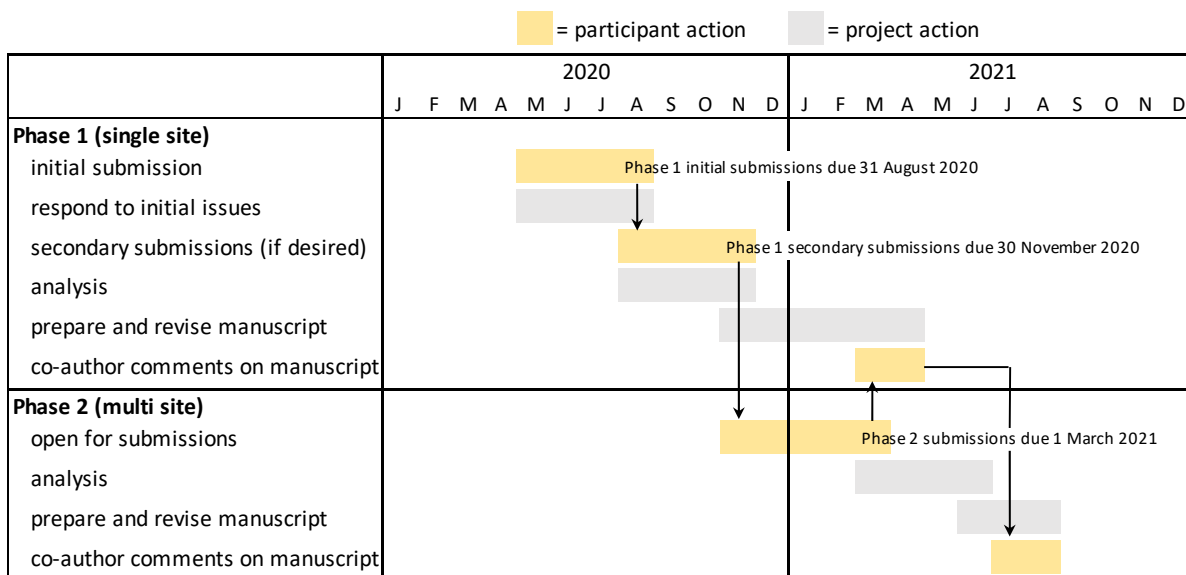 = participant action = project action
2020 2021
J F M A M J J A S O N D J F M A M J J A S O N D
Phase 1 (single site)
initial submission Phase 1 initial submissions due 31 August 2020
respond to initial issues
secondary submissions (if desired) Phase 1 secondary submissions due 30 November 2020
analysis
prepare and revise manuscript
co-author comments on manuscript
Phase 2 (multi site)
open for submissions Phase 2 submissions due 1 March 2021
analysis
prepare and revise manuscript
co-author comments on manuscript